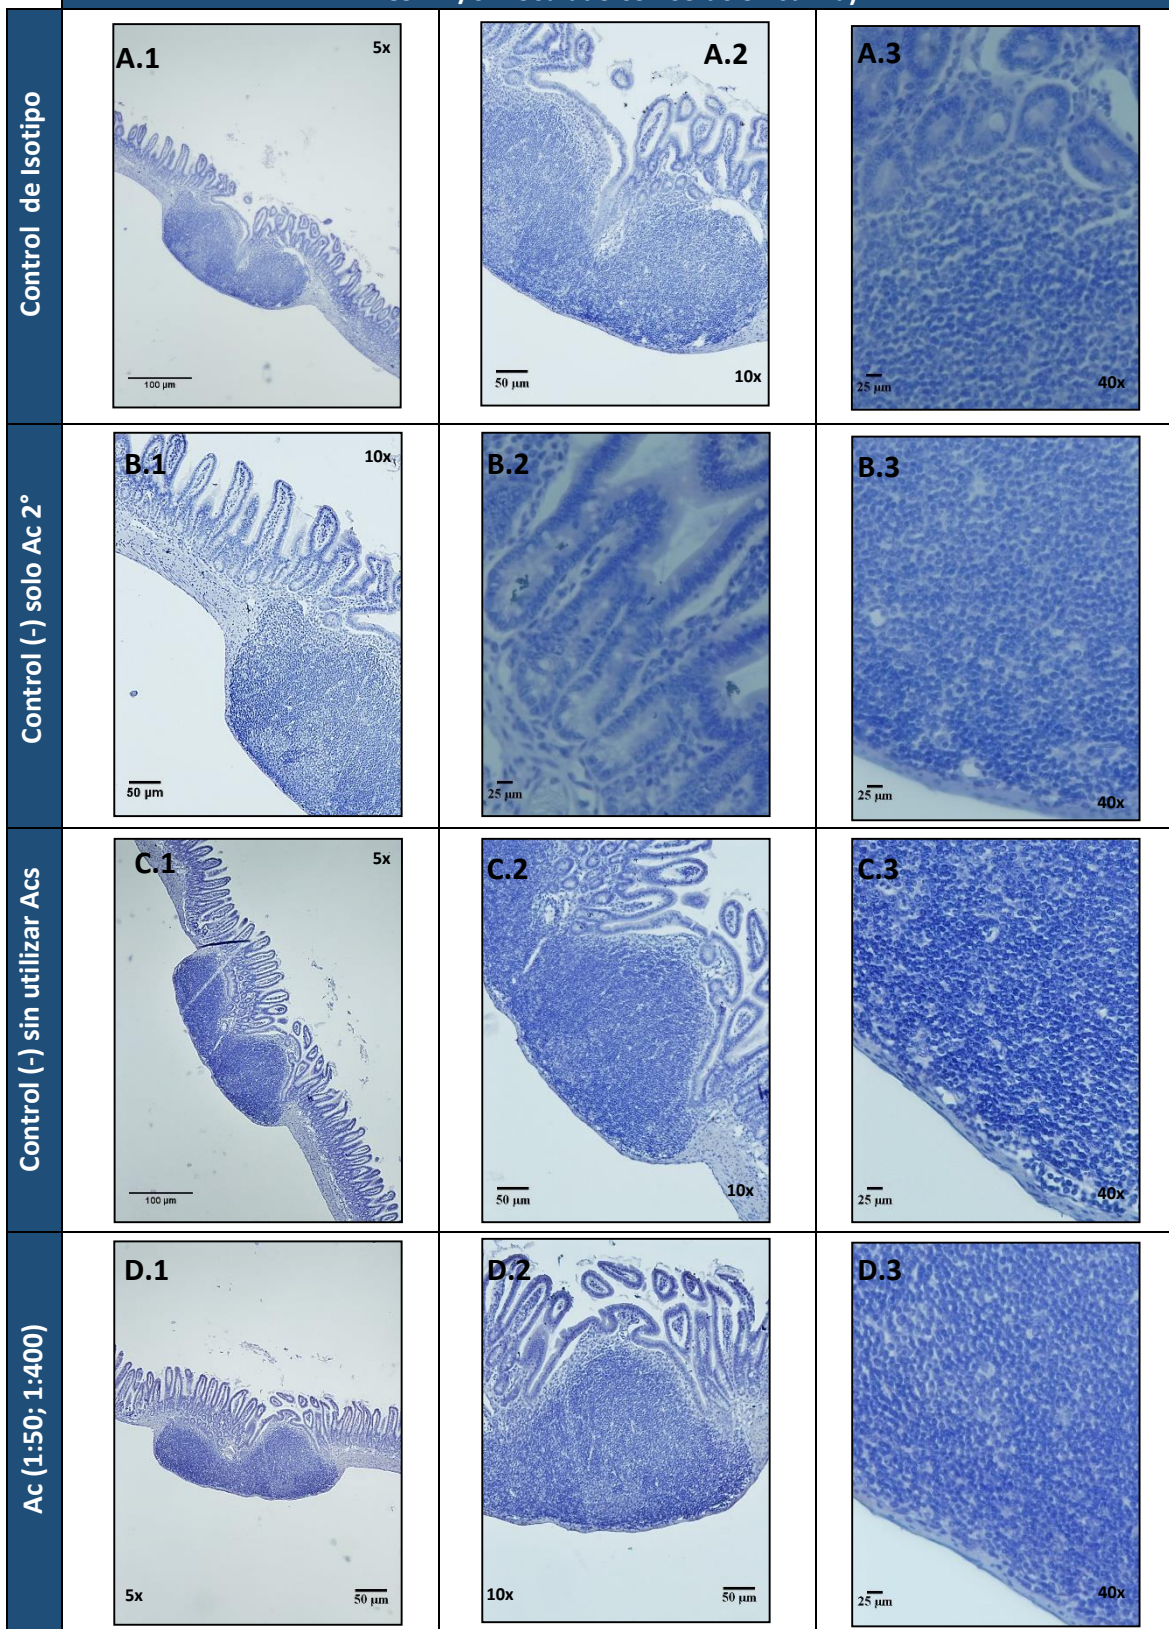 Control de Isotipo
A.1
5x
100 µm
A.2
50 µm
10x
A.3
25 µm
40x
Control (-) solo Ac 2°
B.1
10x
50 µm
B.2
25 µm
B.3
25 µm
40x
Control (-) sin utilizar Acs
C.1
5x
100 µm
C.2
50 µm
10x
C.3
25 µm
40x
Ac (1:50; 1:400)
D.1
5x
50 µm
D.2
10x
50 µm
D.3
25 µm
40x